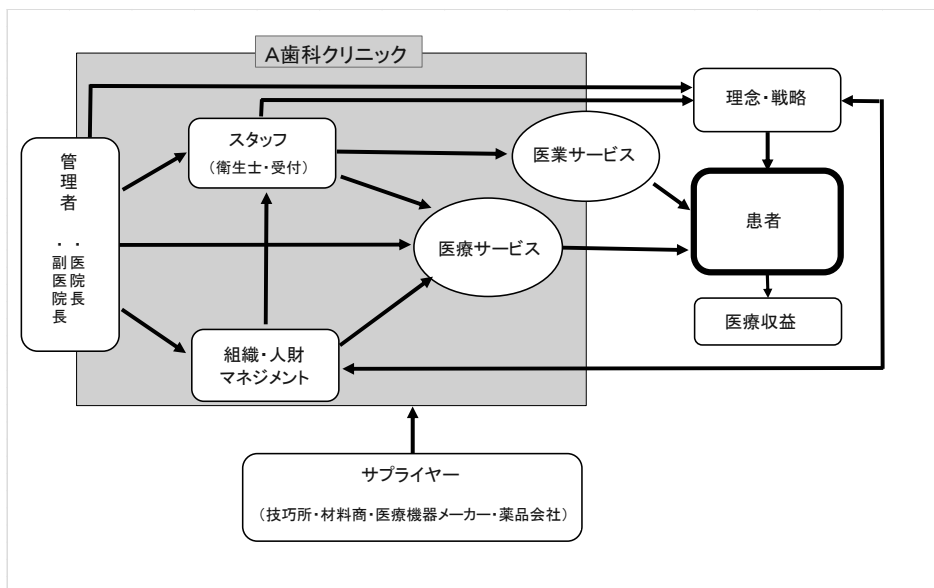 A歯科クリニック
理念・戦略
スタッフ
(衛生士・受付)
医業サービス
管理者
・医院長
・副医院長
患者
医療サービス
医療収益
組織・人財
マネジメント
サプライヤー
(技巧所・材料商・医療機器メーカー・薬品会社)